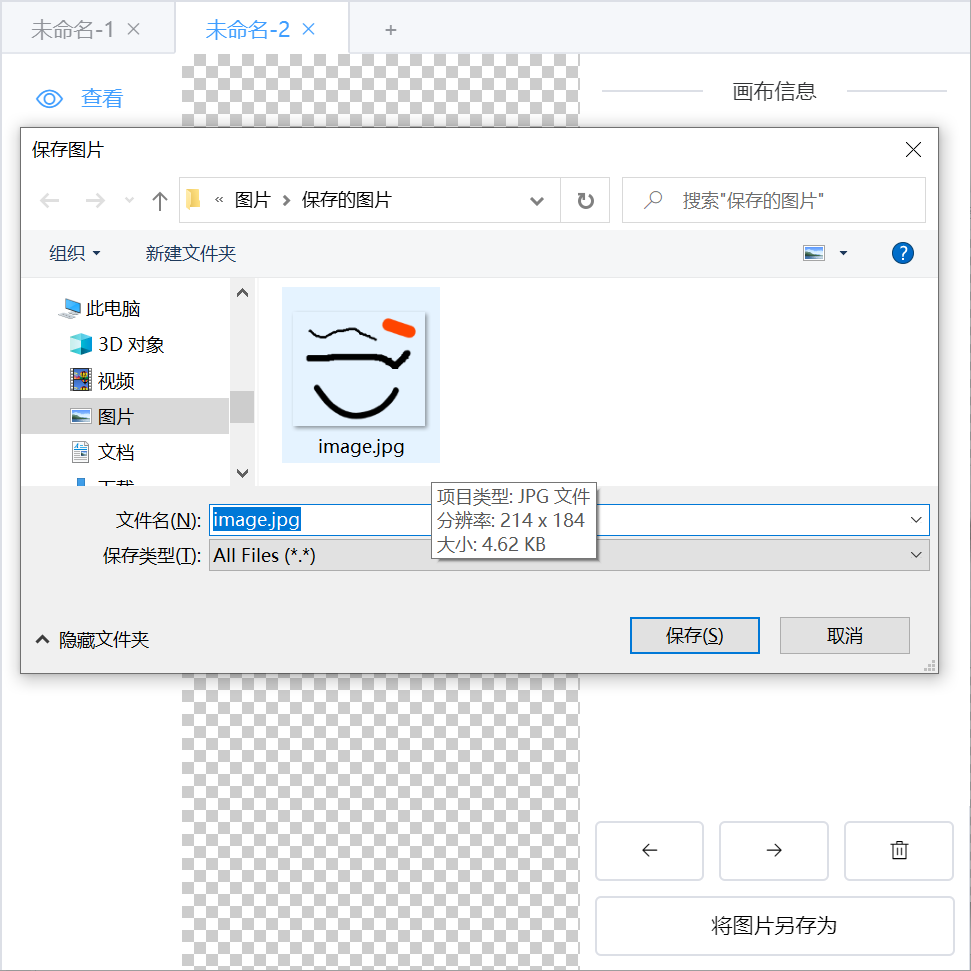 未命名-1 ×
未命名-2 ×
+
查看
画布信息
保存图片
« 图片 › 保存的图片
搜索"保存的图片"
组织
新建文件夹
此电脑
3D 对象
视频
图片
文档
下载
image.jpg
项目类型: JPG 文件
分辨率: 214 x 184
大小: 4.62 KB
文件名(N): image.jpg
保存类型(T): All Files (*.*)
隐藏文件夹
保存(S)
取消
将图片另存为